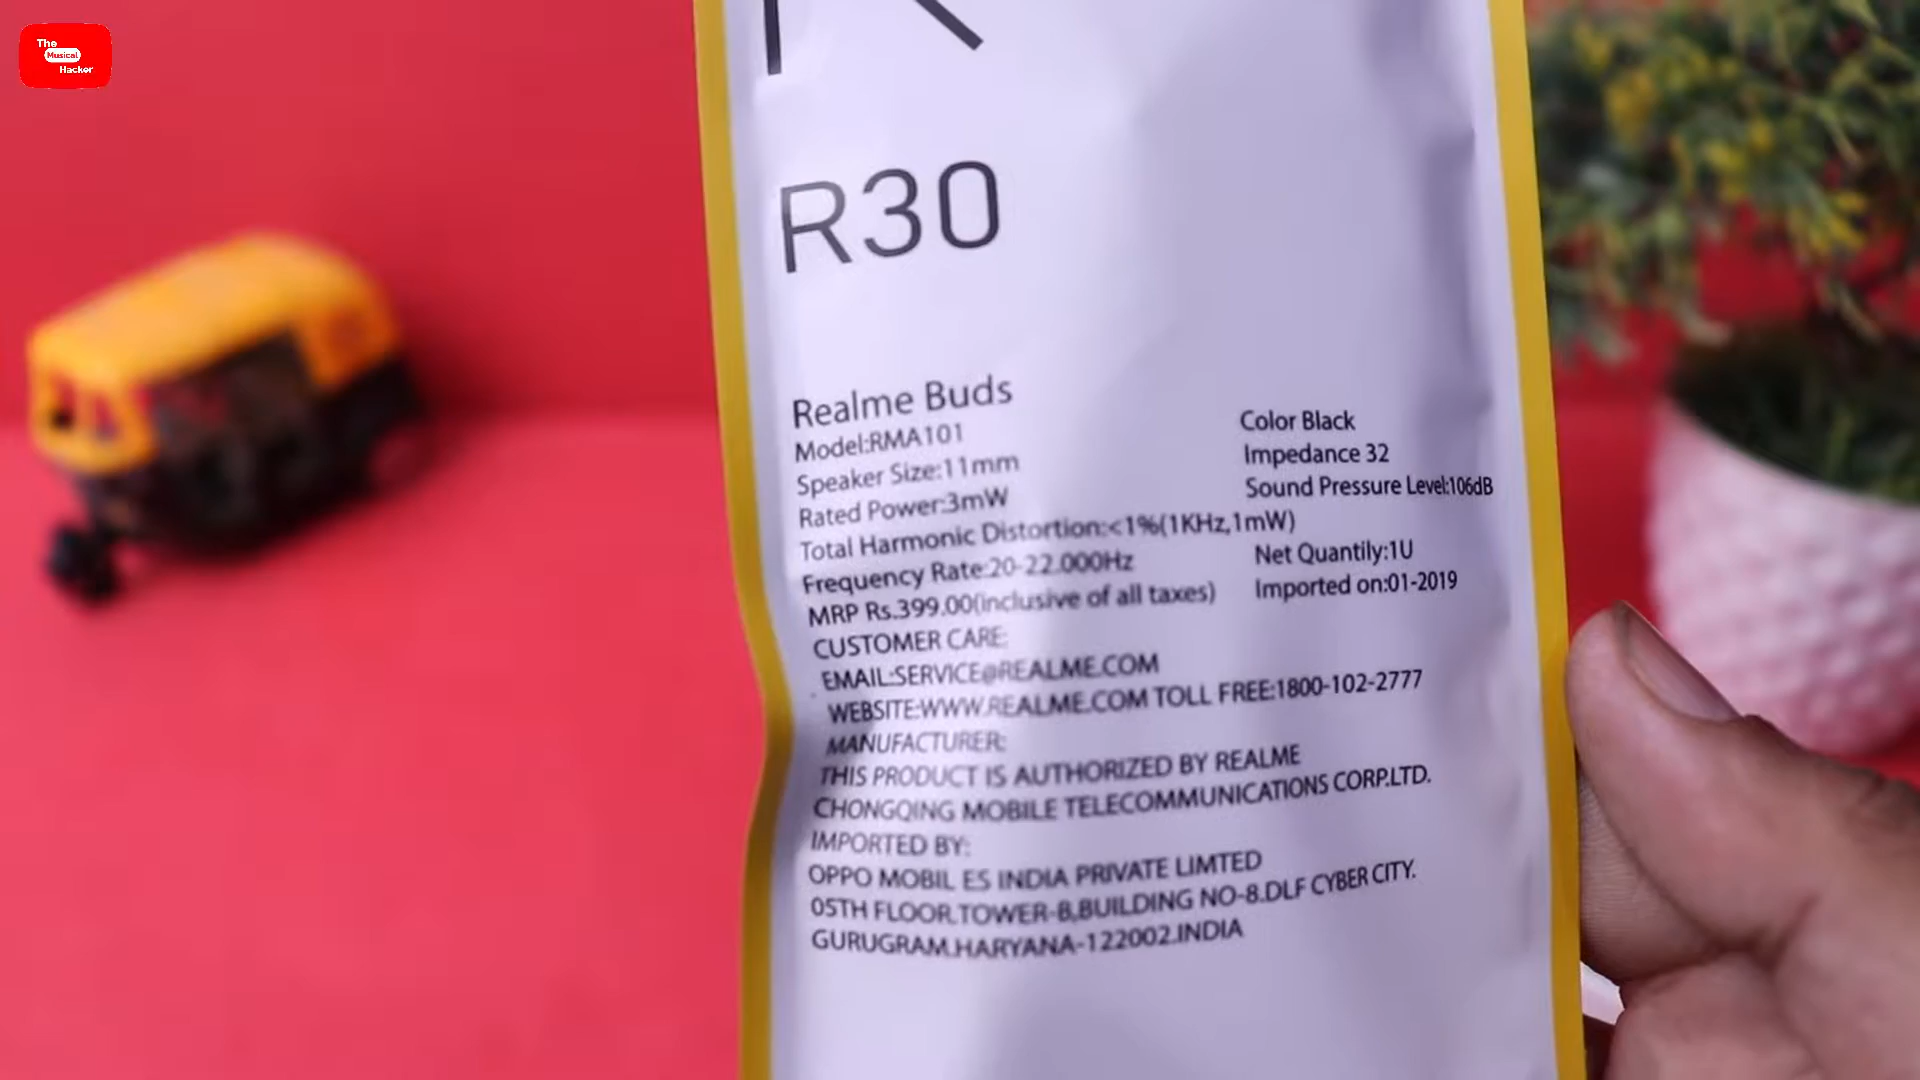 The
Musical
Hacker
R30
Realme Buds
Model:RMA101
Color Black
Speaker Size:11mm
Impedance 32
Rated Power:3mW
Sound Pressure Level:106dB
Total Harmonic Distortion:<1%(1KHz,1mW)
Frequency Rate:20-22.000Hz
Net Quantily:1U
MRP Rs.399.00(inclusive of all taxes)
Imported on:01-2019
CUSTOMER CARE:
EMAIL:SERVICE@REALME.COM
WEBSITE:WWW.REALME.COM TOLL FREE:1800-102-2777
MANUFACTURER:
THIS PRODUCT IS AUTHORIZED BY REALME
CHONGQING MOBILE TELECOMMUNICATIONS CORP.LTD.
IMPORTED BY:
OPPO MOBIL ES INDIA PRIVATE LIMTED
05TH FLOOR.TOWER-B,BUILDING NO-8.DLF CYBER CITY.
GURUGRAM.HARYANA-122002.INDIA